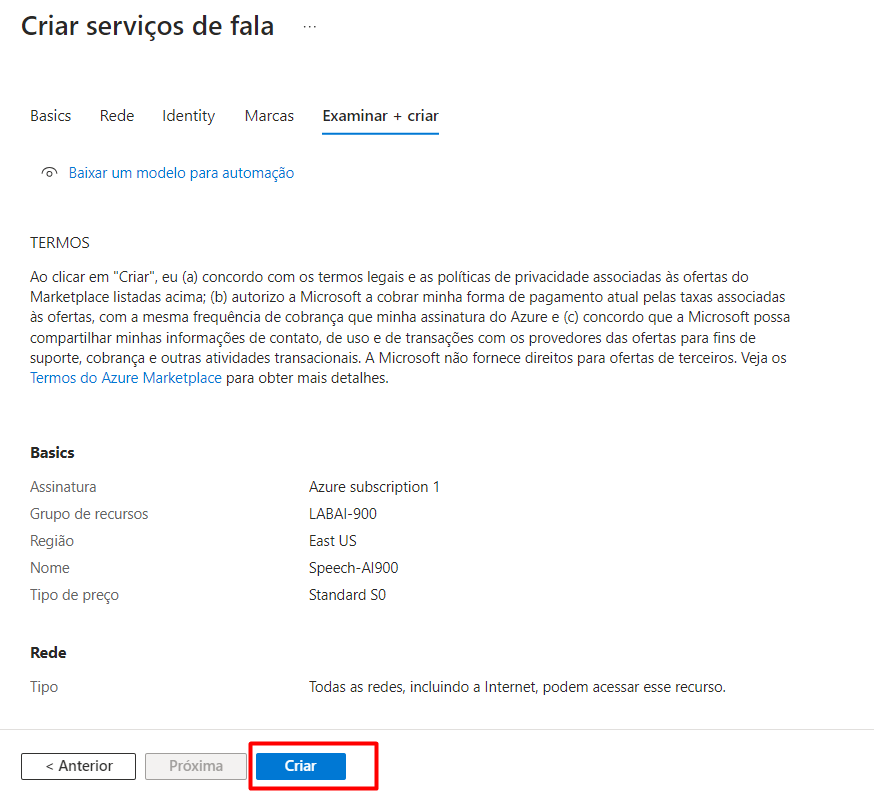 Criar serviços de fala ...
Basics Rede Identity Marcas Examinar + criar
Baixar um modelo para automação
TERMOS
Ao clicar em "Criar", eu (a) concordo com os termos legais e as políticas de privacidade associadas às ofertas do
Marketplace listadas acima; (b) autorizo a Microsoft a cobrar minha forma de pagamento atual pelas taxas associadas
às ofertas, com a mesma frequência de cobrança que minha assinatura do Azure e (c) concordo que a Microsoft possa
compartilhar minhas informações de contato, de uso e de transações com os provedores das ofertas para fins de
suporte, cobrança e outras atividades transacionais. A Microsoft não fornece direitos para ofertas de terceiros. Veja os
Termos do Azure Marketplace para obter mais detalhes.
Basics
Assinatura Azure subscription 1
Grupo de recursos LABAI-900
Região East US
Nome Speech-AI900
Tipo de preço Standard S0
Rede
Tipo Todas as redes, incluindo a Internet, podem acessar esse recurso.
< Anterior Próxima Criar